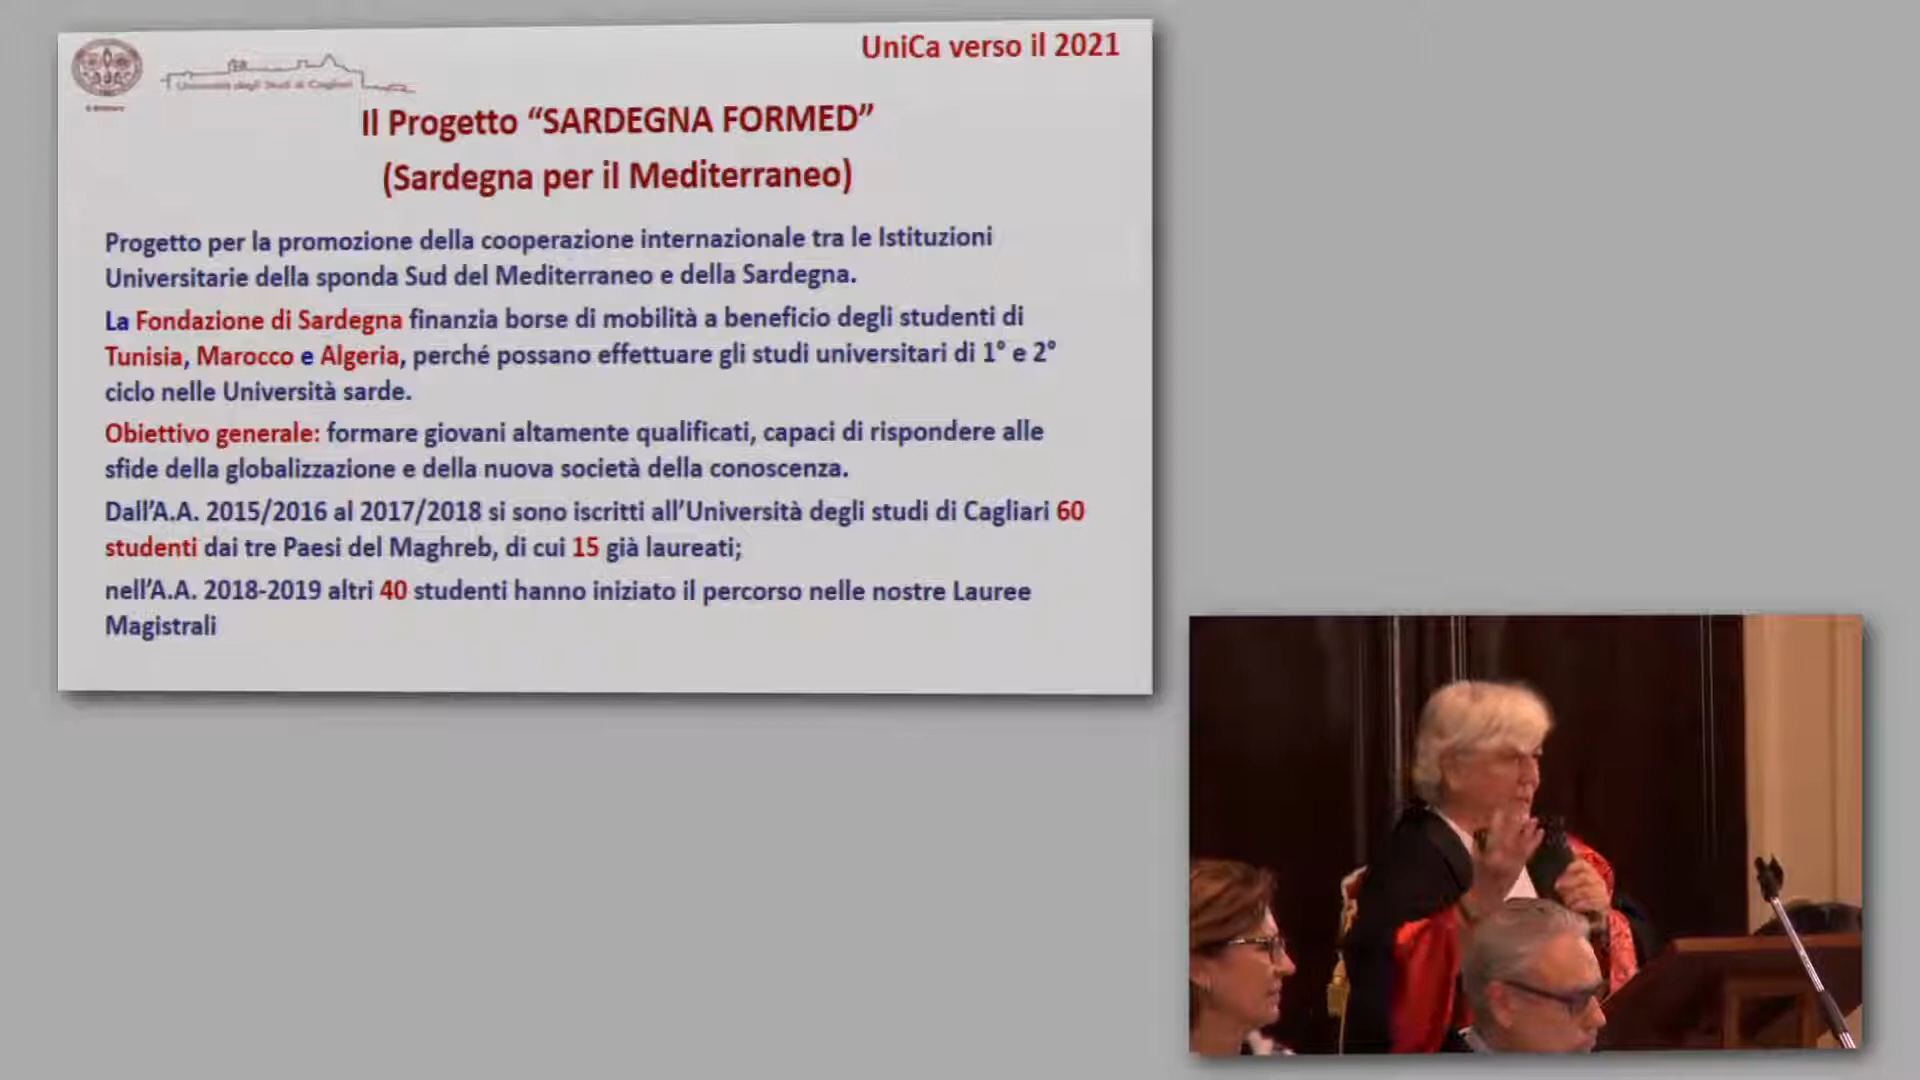 UniCa verso il 2021
Università degli Studi di Cagliari
Il Progetto “SARDEGNA FORMED”
(Sardegna per il Mediterraneo)
Progetto per la promozione della cooperazione internazionale tra le Istituzioni
Universitarie della sponda Sud del Mediterraneo e della Sardegna.
La Fondazione di Sardegna finanzia borse di mobilità a beneficio degli studenti di
Tunisia, Marocco e Algeria, perché possano effettuare gli studi universitari di 1° e 2°
ciclo nelle Università sarde.
Obiettivo generale: formare giovani altamente qualificati, capaci di rispondere alle
sfide della globalizzazione e della nuova società della conoscenza.
Dall’A.A. 2015/2016 al 2017/2018 si sono iscritti all’Università degli studi di Cagliari 60
studenti dai tre Paesi del Maghreb, di cui 15 già laureati;
nell’A.A. 2018-2019 altri 40 studenti hanno iniziato il percorso nelle nostre Lauree
Magistrali